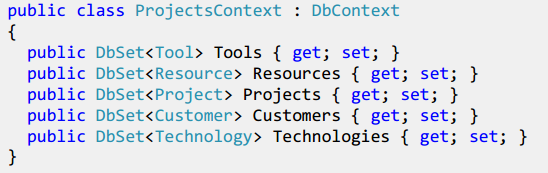 public class ProjectsContext : DbContext
{
public DbSet<Tool> Tools { get; set; }
public DbSet<Resource> Resources { get; set; }
public DbSet<Project> Projects { get; set; }
public DbSet<Customer> Customers { get; set; }
public DbSet<Technology> Technologies { get; set; }
}